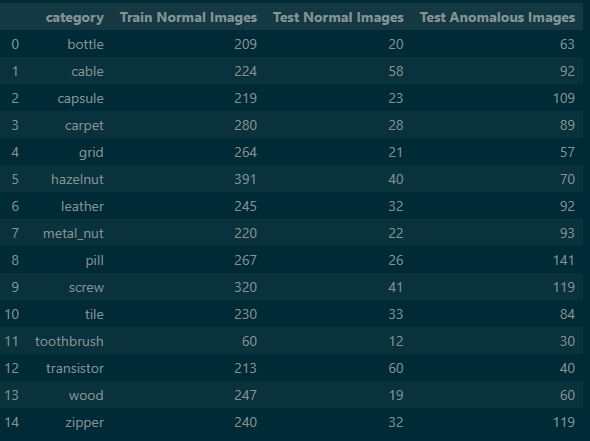 category Train Normal Images Test Normal Images Test Anomalous Images
0 bottle 209 20 63
1 cable 224 58 92
2 capsule 219 23 109
3 carpet 280 28 89
4 grid 264 21 57
5 hazelnut 391 40 70
6 leather 245 32 92
7 metal_nut 220 22 93
8 pill 267 26 141
9 screw 320 41 119
10 tile 230 33 84
11 toothbrush 60 12 30
12 transistor 213 60 40
13 wood 247 19 60
14 zipper 240 32 119